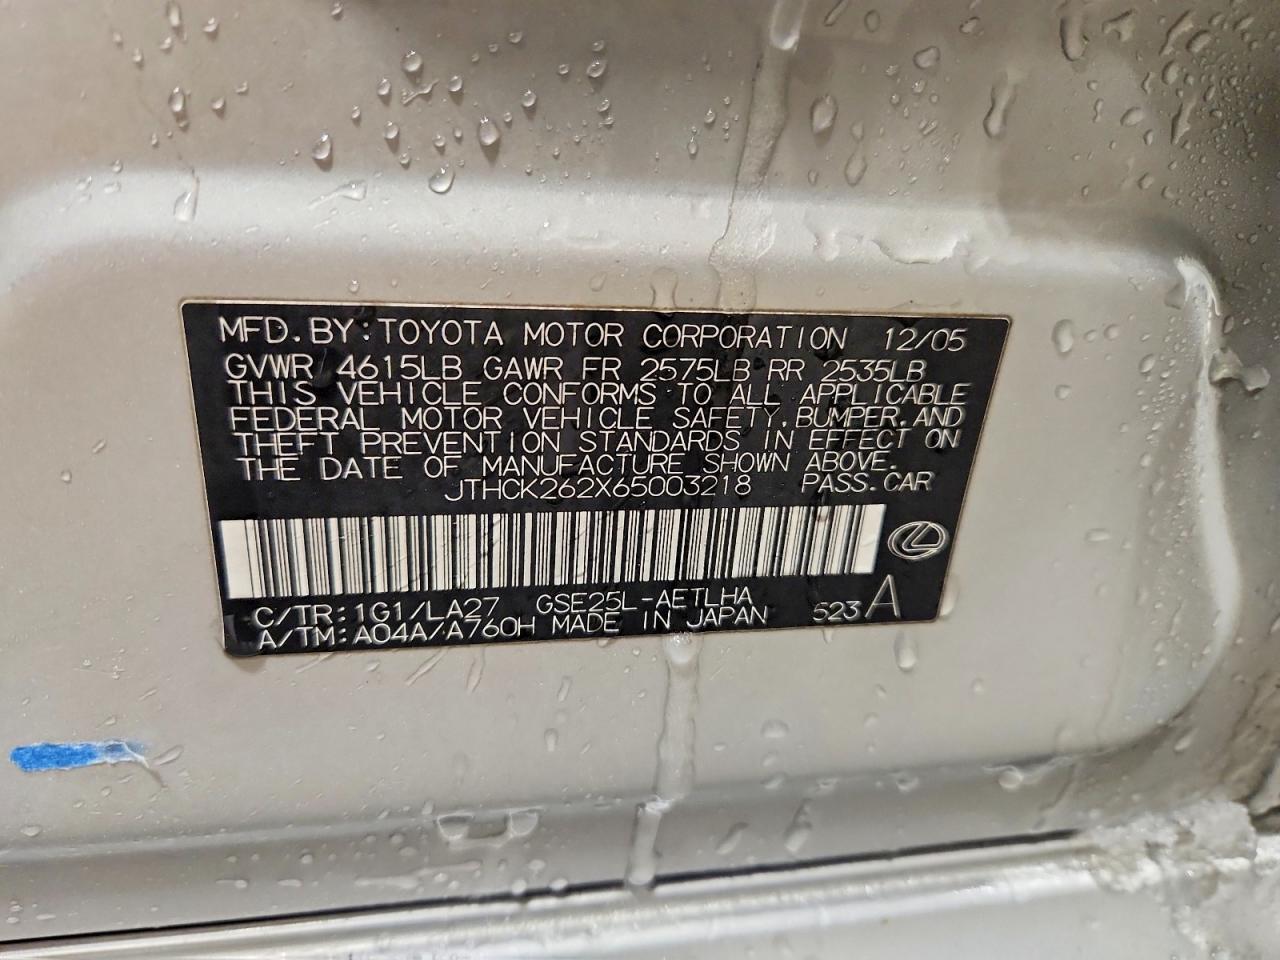 MFD. BY: TOYOTA MOTOR CORPORATION 12/05
GVWR 4615LB GAWR FR 2575LB RR 2535LB
THIS VEHICLE CONFORMS TO ALL APPLICABLE
FEDERAL MOTOR VEHICLE SAFETY, BUMPER, AND
THEFT PREVENTION STANDARDS IN EFFECT ON
THE DATE OF MANUFACTURE SHOWN ABOVE.
JTHCK262X65003218 PASS. CAR
C/TR: 1G1/LA27 GSE25L-AETLHA
A/TM: A04A/A760H MADE IN JAPAN 523 A